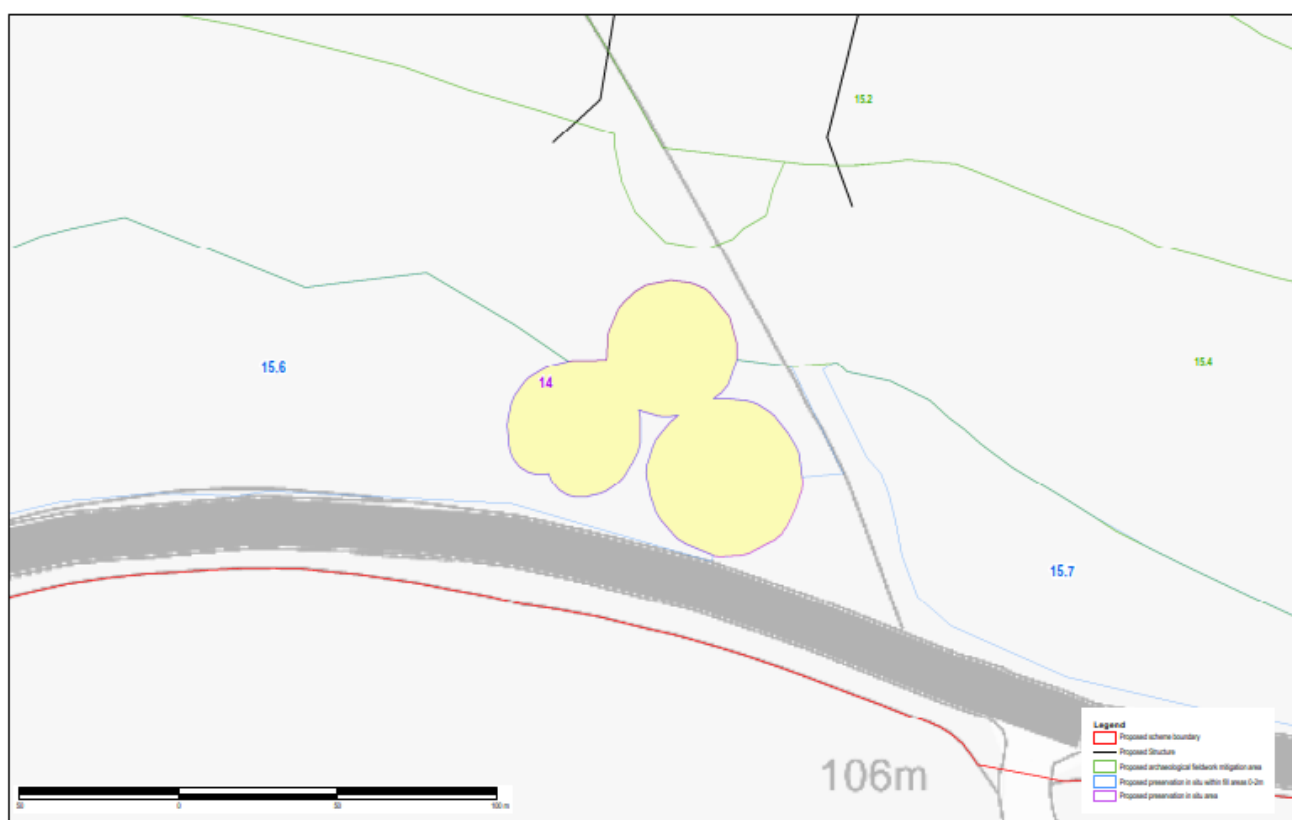 15.2
15.4
15.6
14
15.7
106m
Legend
Proposed scheme boundary
Proposed Structure
Proposed archaeological fieldwork mitigation area
Proposed preservation in situ within fill areas 0-2m
Proposed preservation in situ area
50 0 50 100 m